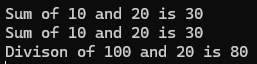 Sum of 10 and 20 is 30
Sum of 10 and 20 is 30
Divison of 100 and 20 is 80